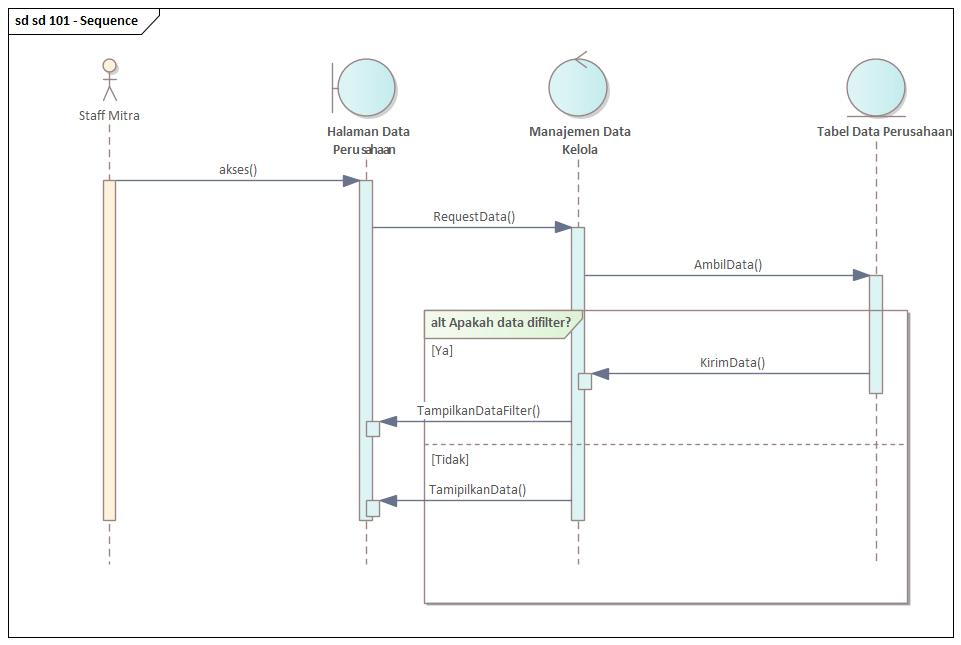 sd sd 101 - Sequence
Staff Mitra
Halaman Data
Perusahaan
Manajemen Data
Kelola
Tabel Data Perusahaan
akses()
RequestData()
AmbilData()
alt Apakah data difilter?
[Ya]
KirimData()
TampilkanDataFilter()
[Tidak]
TamipilkanData()